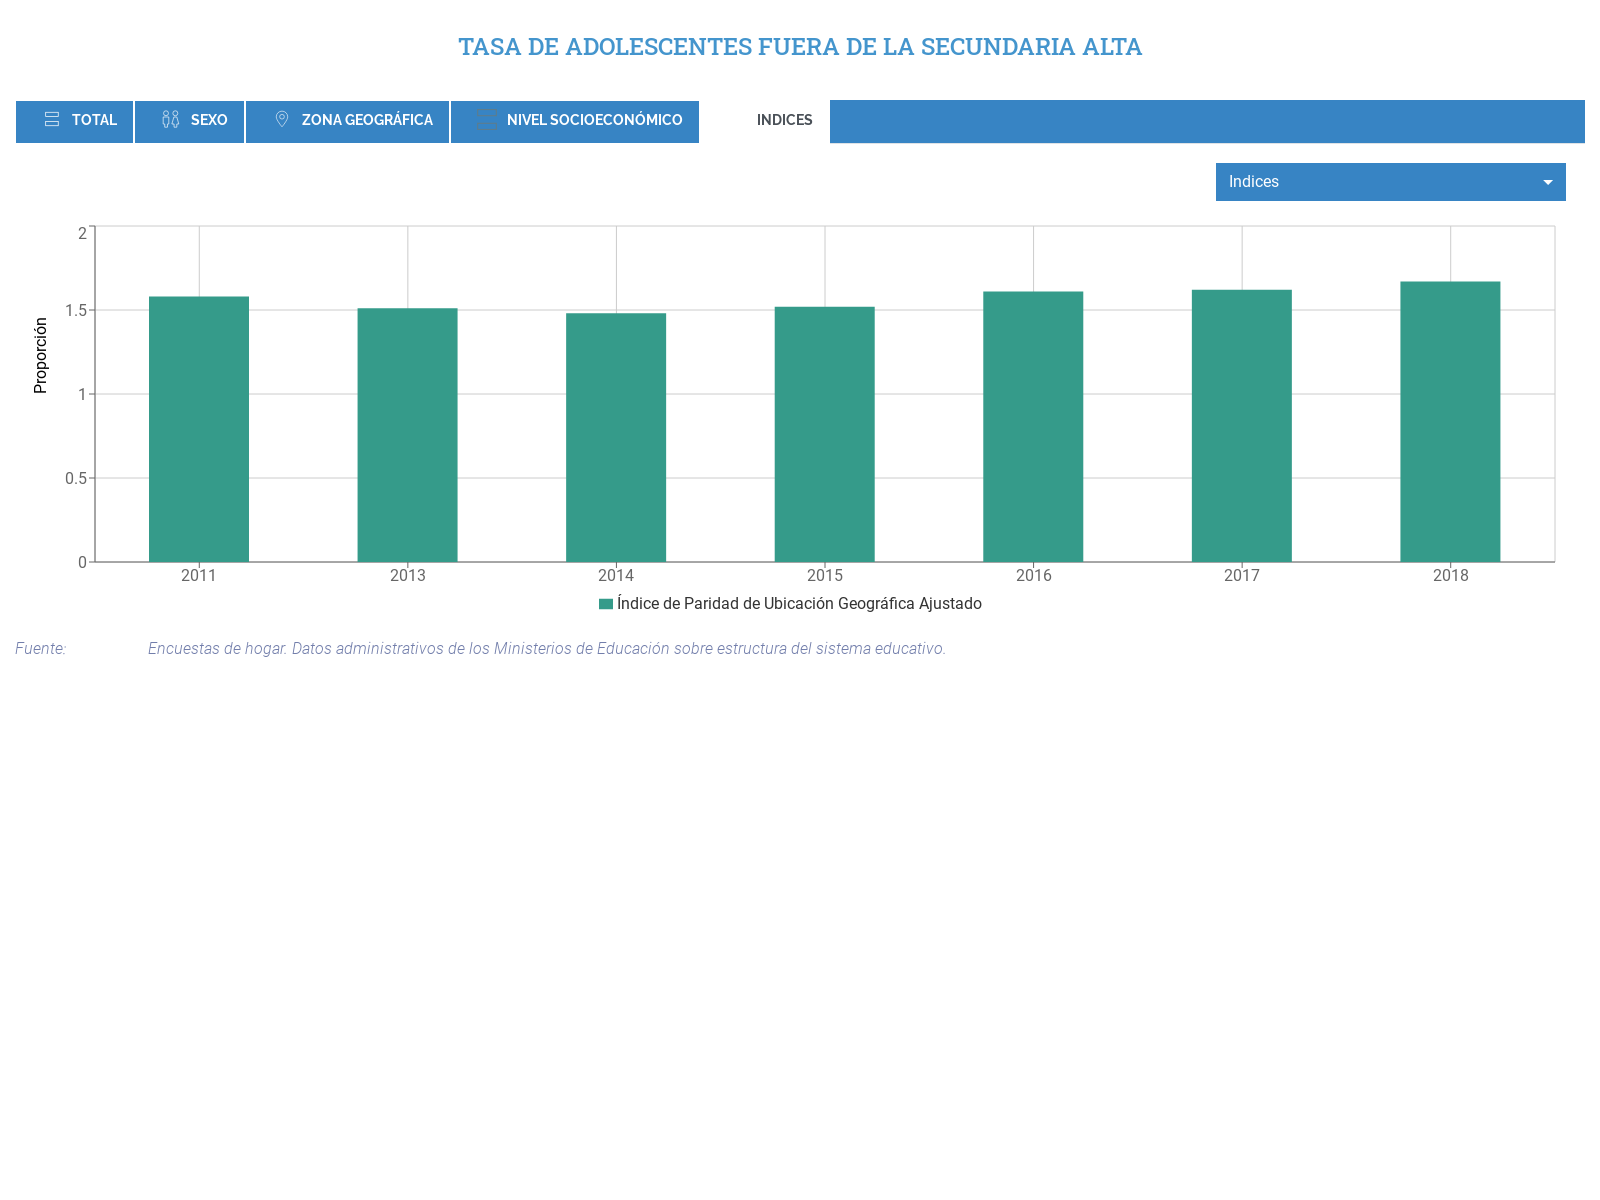 TASA DE ADOLESCENTES FUERA DE LA SECUNDARIA ALTA
TOTAL SEXO ZONA GEOGRÁFICA NIVEL SOCIOECONÓMICO INDICES
Indices
2
1.5
1
0.5
0
Proporción
2011 2013 2014 2015 2016 2017 2018
Índice de Paridad de Ubicación Geográfica Ajustado
Fuente: Encuestas de hogar. Datos administrativos de los Ministerios de Educación sobre estructura del sistema educativo.